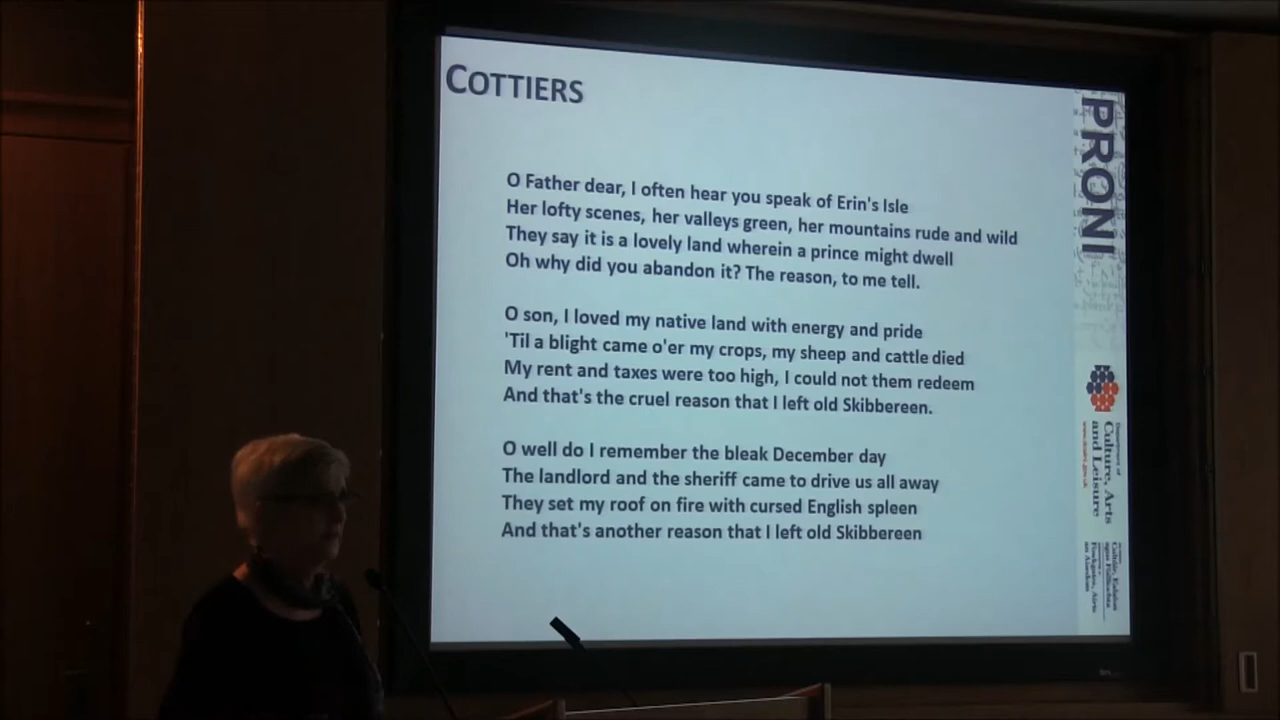 COTTIERS
O Father dear, I often hear you speak of Erin's Isle
Her lofty scenes, her valleys green, her mountains rude and wild
They say it is a lovely land wherein a prince might dwell
Oh why did you abandon it? The reason, to me tell.
O son, I loved my native land with energy and pride
'Til a blight came o'er my crops, my sheep and cattle died
My rent and taxes were too high, I could not them redeem
And that's the cruel reason that I left old Skibbereen.
O well do I remember the bleak December day
The landlord and the sheriff came to drive us all away
They set my roof on fire with cursed English spleen
And that's another reason that I left old Skibbereen
PRONI
Department of
Culture, Arts
and Leisure